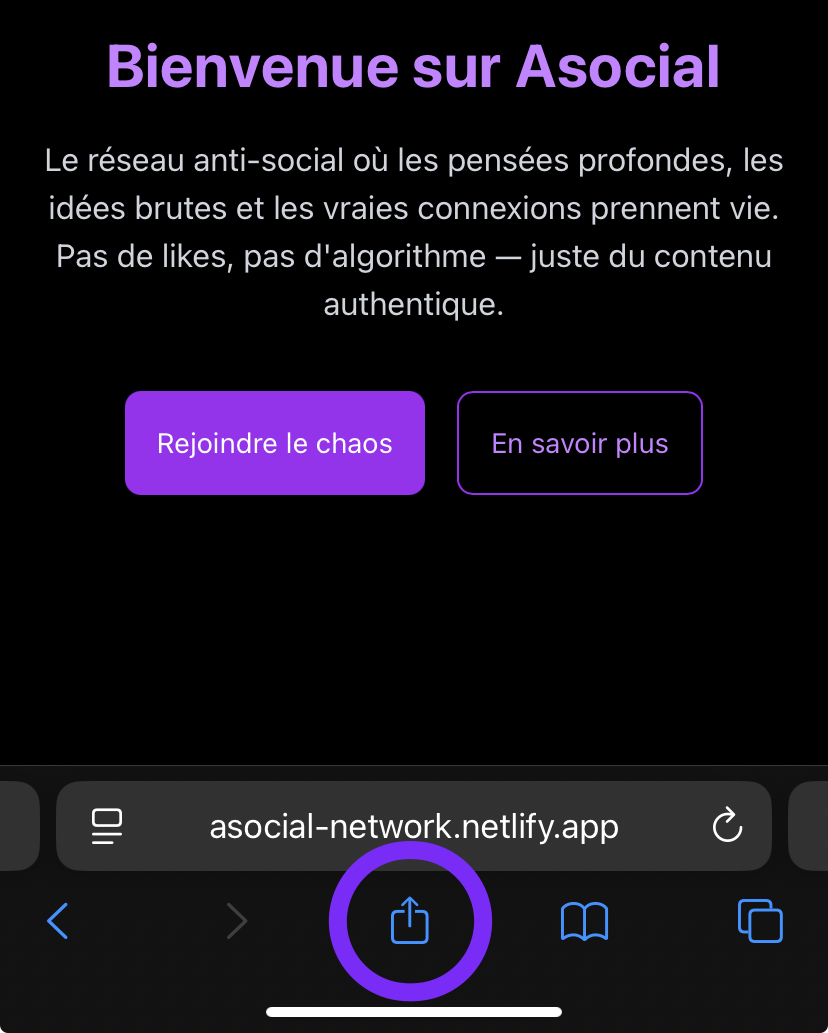 Bienvenue sur Asocial
Le réseau anti-social où les pensées profondes, les
idées brutes et les vraies connexions prennent vie.
Pas de likes, pas d'algorithme — juste du contenu
authentique.
Rejoindre le chaos
En savoir plus
asocial-network.netlify.app